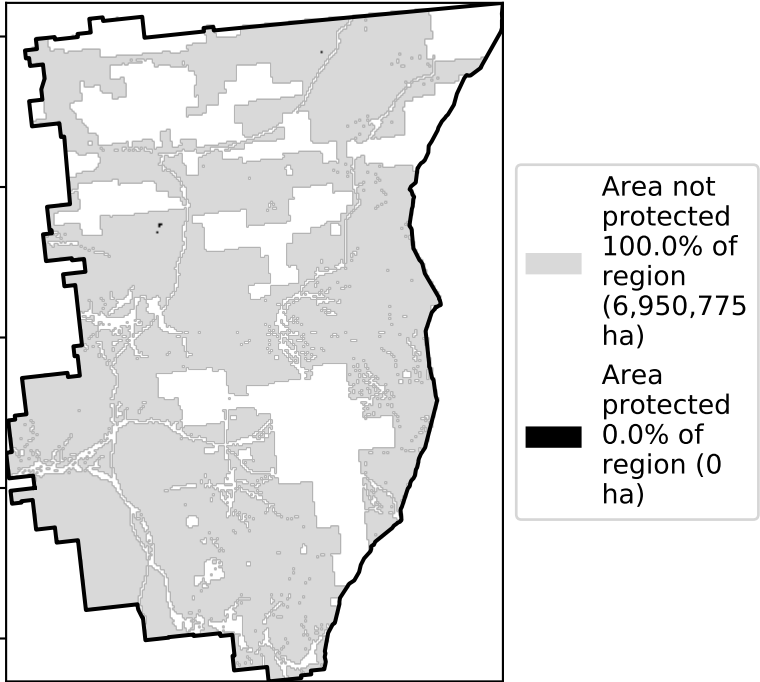 Area not
protected
100.0% of
region
(6,950,775
ha)
Area
protected
0.0% of
region (0
ha)